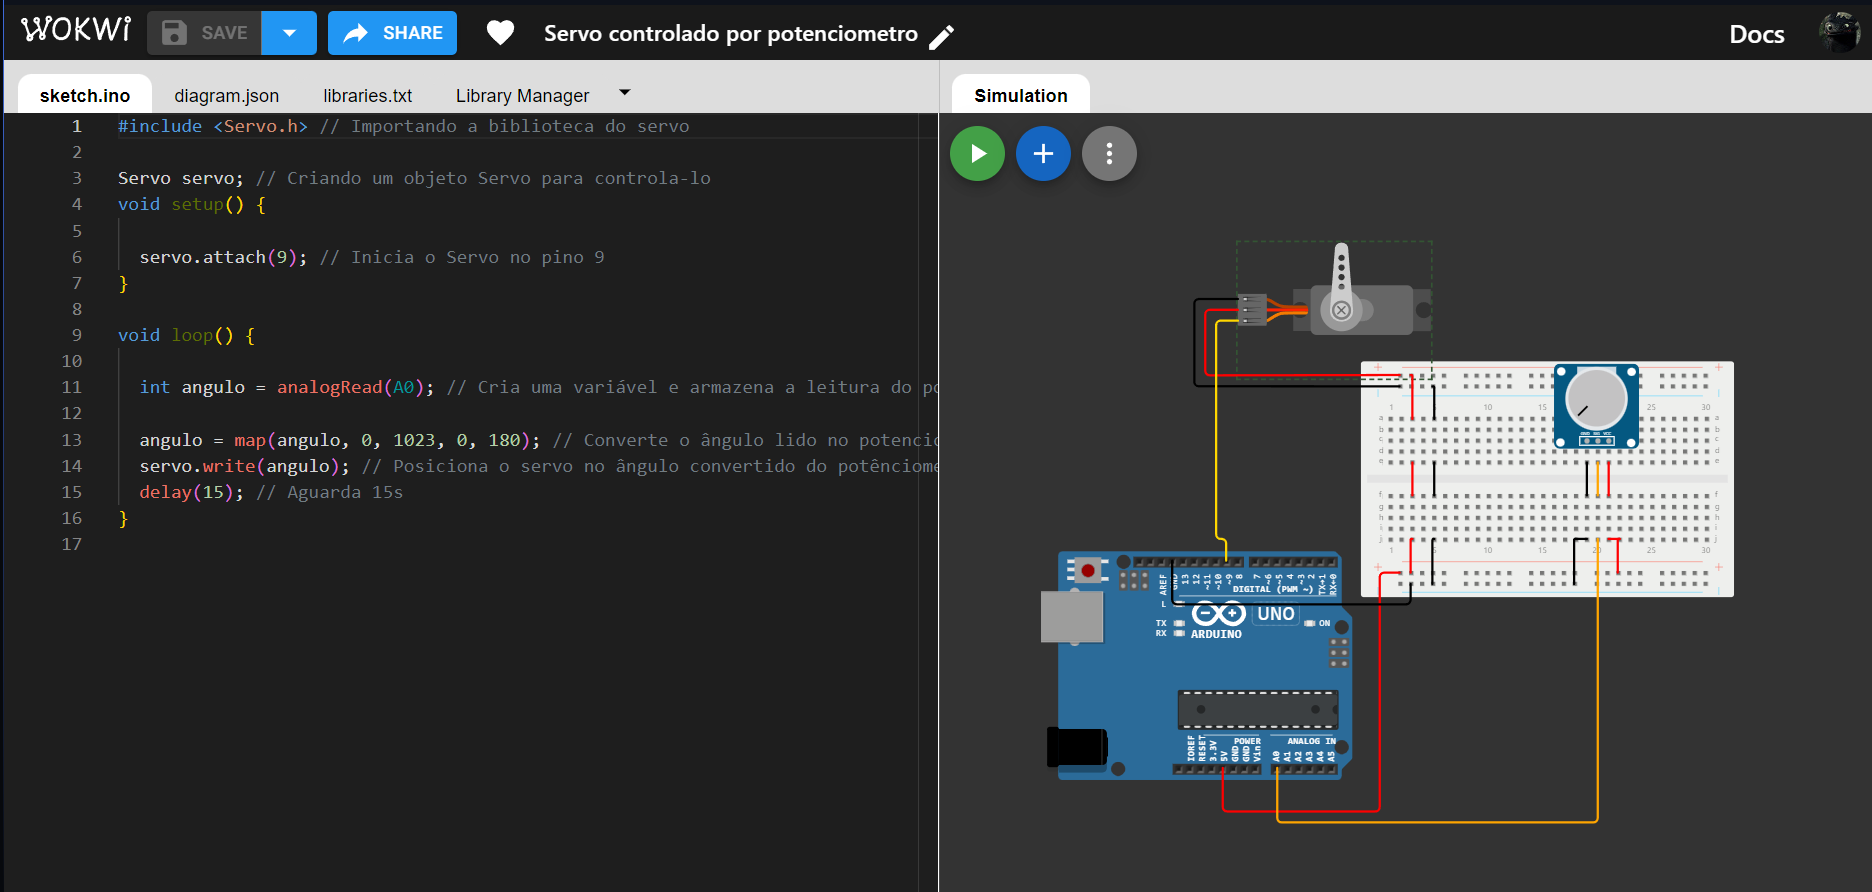 WOKWI SAVE SHARE Servo controlado por potenciometro Docs
sketch.ino diagram.json libraries.txt Library Manager
Simulation
1 #include <Servo.h> // Importando a biblioteca do servo
2
3 Servo servo; // Criando um objeto Servo para controla-lo
4 void setup() {
5
6 servo.attach(9); // Inicia o Servo no pino 9
7 }
8
9 void loop() {
10
11 int angulo = analogRead(A0); // Cria uma variável e armazena a leitura do po
12
13 angulo = map(angulo, 0, 1023, 0, 180); // Converte o ângulo lido no potenci
14 servo.write(angulo); // Posiciona o servo no ângulo convertido do potênciome
15 delay(15); // Aguarda 15s
16 }
17
1 10 15 25 30
a
b
c
d
e
GND SIG VCC
f
g
h
i
j
1 5 10 15 20 25 30
AREF GND 13 12 ~11 ~10 ~9 8 7 ~6 ~5 4 ~3 2 TX→1 RX←0
DIGITAL (PWM ~)
L
TX
RX
UNO
ON
ARDUINO
IOREF RESET 3.3V 5V GND GND Vin
POWER
ANALOG IN
A0 A1 A2 A3 A4 A5